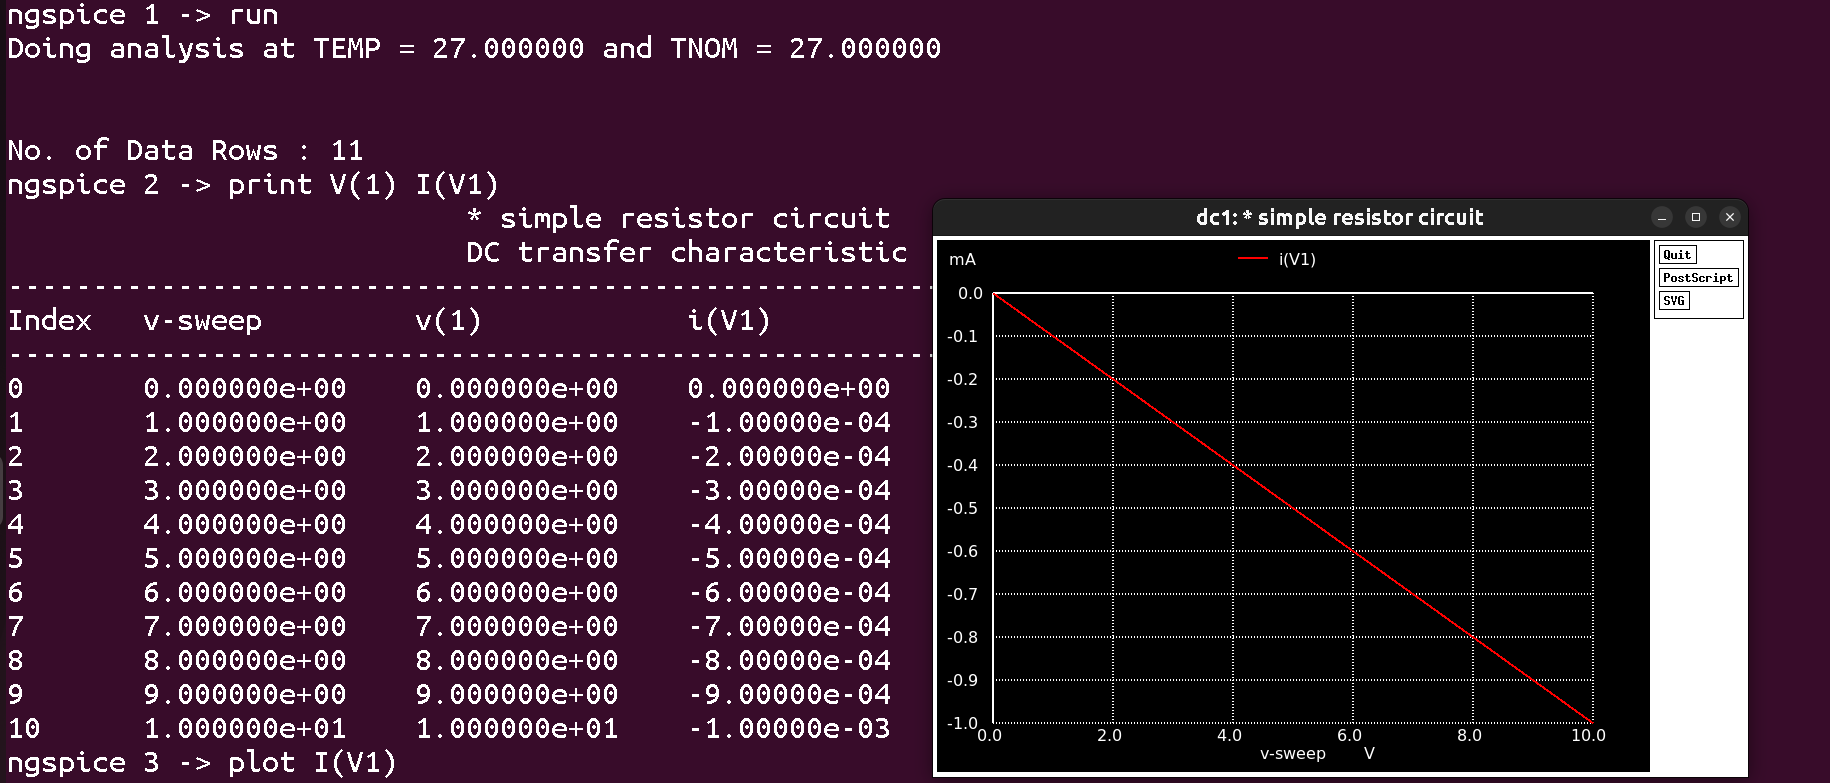 ngspice 1 -> run
Doing analysis at TEMP = 27.000000 and TNOM = 27.000000
No. of Data Rows : 11
ngspice 2 -> print V(1) I(V1)
* simple resistor circuit
DC transfer characteristic
--------------------------------------------------------
Index v-sweep v(1) i(V1)
--------------------------------------------------------
0 0.000000e+00 0.000000e+00 0.000000e+00
1 1.000000e+00 1.000000e+00 -1.00000e-04
2 2.000000e+00 2.000000e+00 -2.00000e-04
3 3.000000e+00 3.000000e+00 -3.00000e-04
4 4.000000e+00 4.000000e+00 -4.00000e-04
5 5.000000e+00 5.000000e+00 -5.00000e-04
6 6.000000e+00 6.000000e+00 -6.00000e-04
7 7.000000e+00 7.000000e+00 -7.00000e-04
8 8.000000e+00 8.000000e+00 -8.00000e-04
9 9.000000e+00 9.000000e+00 -9.00000e-04
10 1.000000e+01 1.000000e+01 -1.00000e-03
ngspice 3 -> plot I(V1)
dc1: * simple resistor circuit
mA i(V1)
0.0
-0.1
-0.2
-0.3
-0.4
-0.5
-0.6
-0.7
-0.8
-0.9
-1.0
0.0 2.0 4.0 6.0 8.0 10.0
v-sweep V
Quit
PostScript
SVG